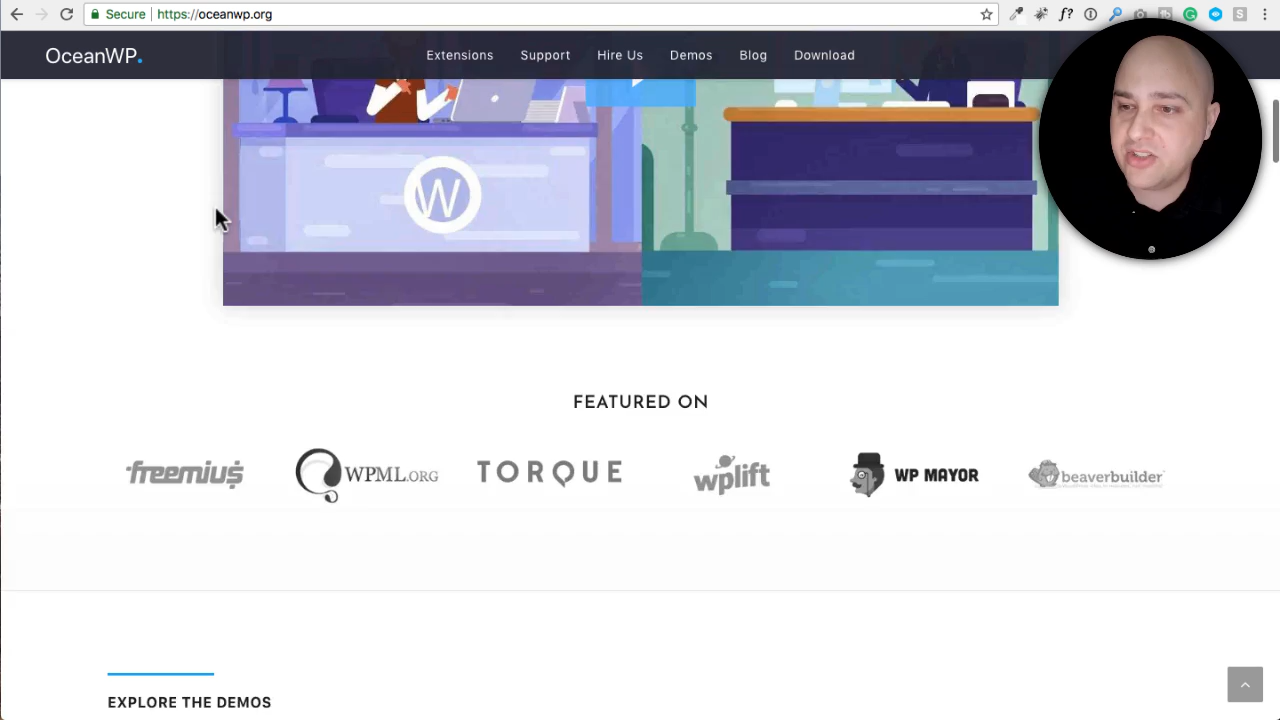 Secure https://oceanwp.org
f?
S
OceanWP. Extensions Support Hire Us Demos Blog Download
W
FEATURED ON
freemiu$ WPML.ORG TORQUE wplift WP MAYOR beaverbuilder
EXPLORE THE DEMOS